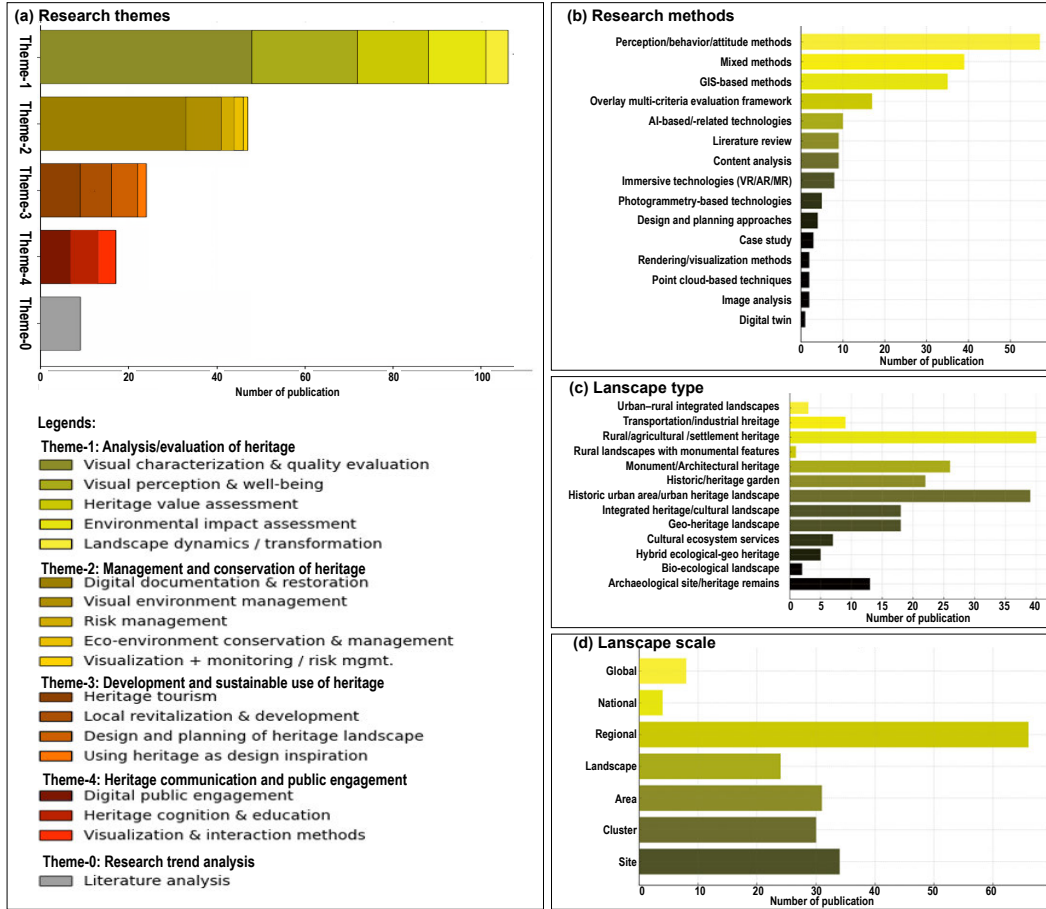 (a) Research themes
Theme-1
Theme-2
Theme-3
Theme-4
Theme-0
0 20 40 60 80 100
Number of publication
Legends:
Theme-1: Analysis/evaluation of heritage
Visual characterization & quality evaluation
Visual perception & well-being
Heritage value assessment
Environmental impact assessment
Landscape dynamics / transformation
Theme-2: Management and conservation of heritage
Digital documentation & restoration
Visual environment management
Risk management
Eco-environment conservation & management
Visualization + monitoring / risk mgmt.
Theme-3: Development and sustainable use of heritage
Heritage tourism
Local revitalization & development
Design and planning of heritage landscape
Using heritage as design inspiration
Theme-4: Heritage communication and public engagement
Digital public engagement
Heritage cognition & education
Visualization & interaction methods
Theme-0: Research trend analysis
Literature analysis
(b) Research methods
Perception/behavior/attitude methods
Mixed methods
GIS-based methods
Overlay multi-criteria evaluation framework
AI-based/-related technologies
Lirerature review
Content analysis
Immersive technologies (VR/AR/MR)
Photogrammetry-based technologies
Design and planning approaches
Case study
Rendering/visualization methods
Point cloud-based techniques
Image analysis
Digital twin
0 10 20 30 40 50
Number of publication
(c) Lanscape type
Urban–rural integrated landscapes
Transportation/industrial hreitage
Rural/agricultural /settlement heritage
Rural landscapes with monumental features
Monument/Architectural heritage
Historic/heritage garden
Historic urban area/urban heritage landscape
Integrated heritage/cultural landscape
Geo-heritage landscape
Cultural ecosystem services
Hybrid ecological-geo heritage
Bio-ecological landscape
Archaeological site/heritage remains
0 5 10 15 20 25 30 35 40
Number of publication
(d) Lanscape scale
Global
National
Regional
Landscape
Area
Cluster
Site
0 10 20 30 40 50 60
Number of publication